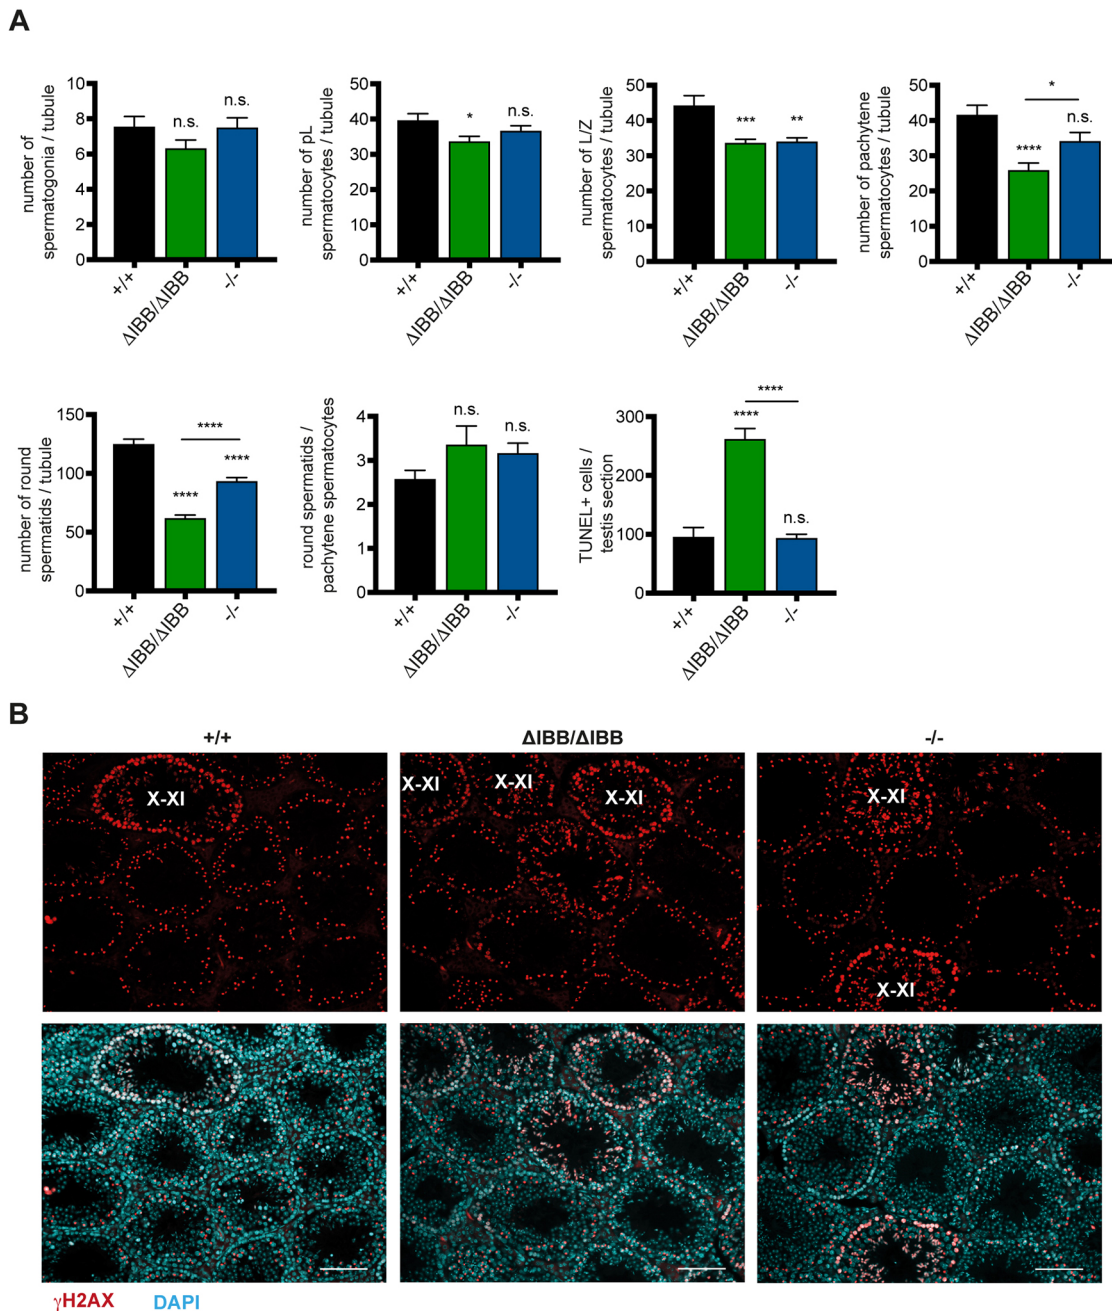 A
number of
spermatogonia / tubule
10
8
6
4
2
0
n.s.
n.s.
+/+
ΔIBB/ΔIBB
-/-
number of pL
spermatocytes / tubule
50
40
30
20
10
0
*
n.s.
+/+
ΔIBB/ΔIBB
-/-
number of L/Z
spermatocytes / tubule
50
40
30
20
10
0
***
**
+/+
ΔIBB/ΔIBB
-/-
number of pachytene
spermatocytes / tubule
50
40
30
20
10
0
*
****
n.s.
+/+
ΔIBB/ΔIBB
-/-
number of round
spermatids / tubule
150
100
50
0
****
****
****
+/+
ΔIBB/ΔIBB
-/-
round spermatids /
pachytene spermatocytes
4
3
2
1
0
n.s.
n.s.
+/+
ΔIBB/ΔIBB
-/-
TUNEL+ cells /
testis section
300
200
100
0
****
****
n.s.
+/+
ΔIBB/ΔIBB
-/-
B
+/+
ΔIBB/ΔIBB
-/-
X-XI
X-XI
X-XI
X-XI
X-XI
X-XI
γH2AX
DAPI